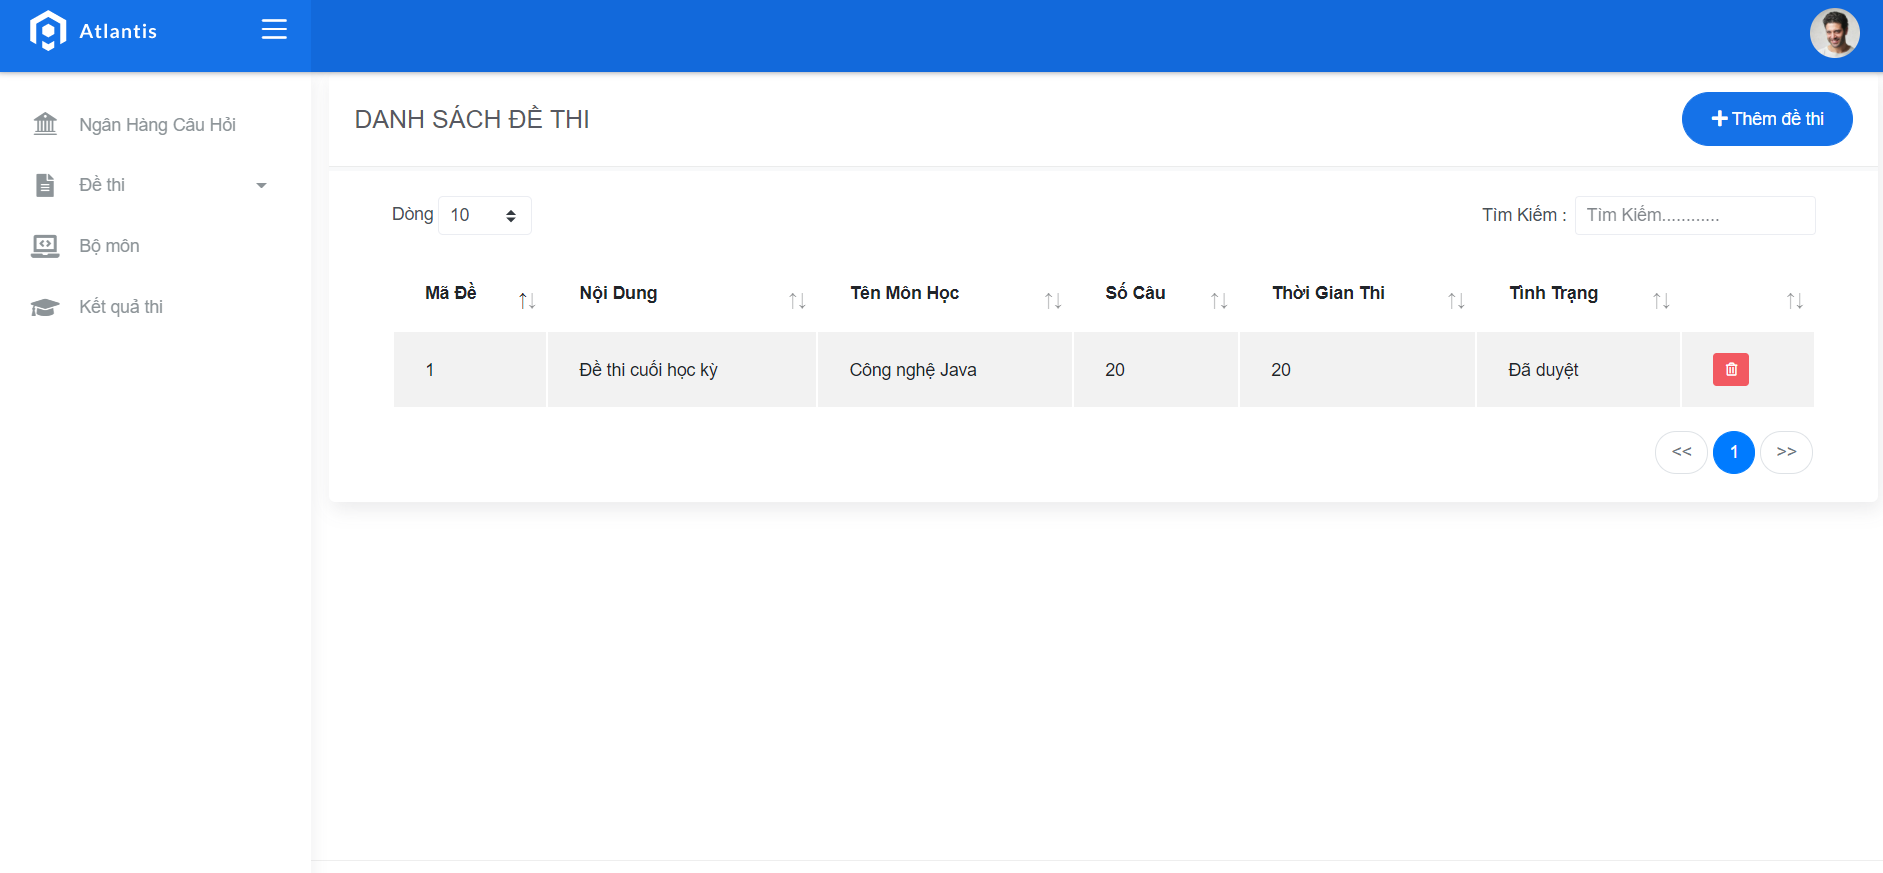 Atlantis
Ngân Hàng Câu Hỏi
Đề thi
Bộ môn
Kết quả thi
DANH SÁCH ĐỀ THI
Thêm đề thi
Dòng 10
Tìm Kiếm : Tìm Kiếm............
Mã Đề Nội Dung Tên Môn Học Số Câu Thời Gian Thi Tình Trạng
1 Đề thi cuối học kỳ Công nghệ Java 20 20 Đã duyệt
<< 1 >>